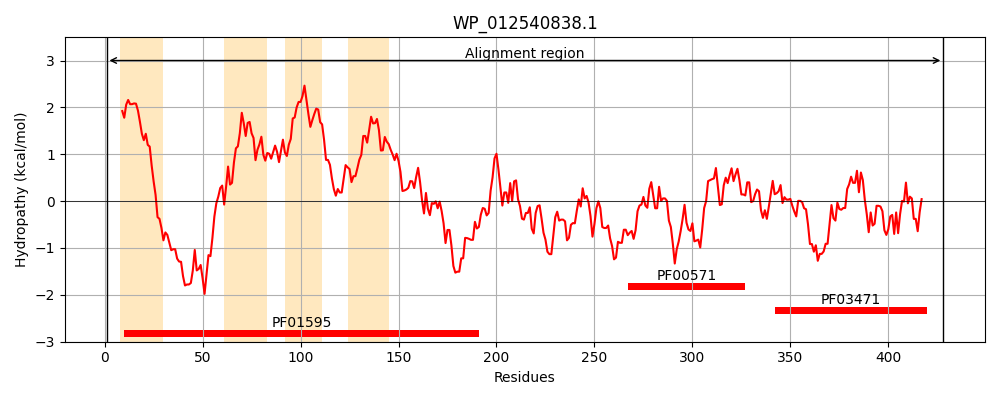 WP_012540838.1
Alignment region
Hydropathy (kcal/mol)
3
2
1
0
−1
−2
−3
PF00571
PF03471
PF01595
0 50 100 150 200 250 300 350 400
Residues